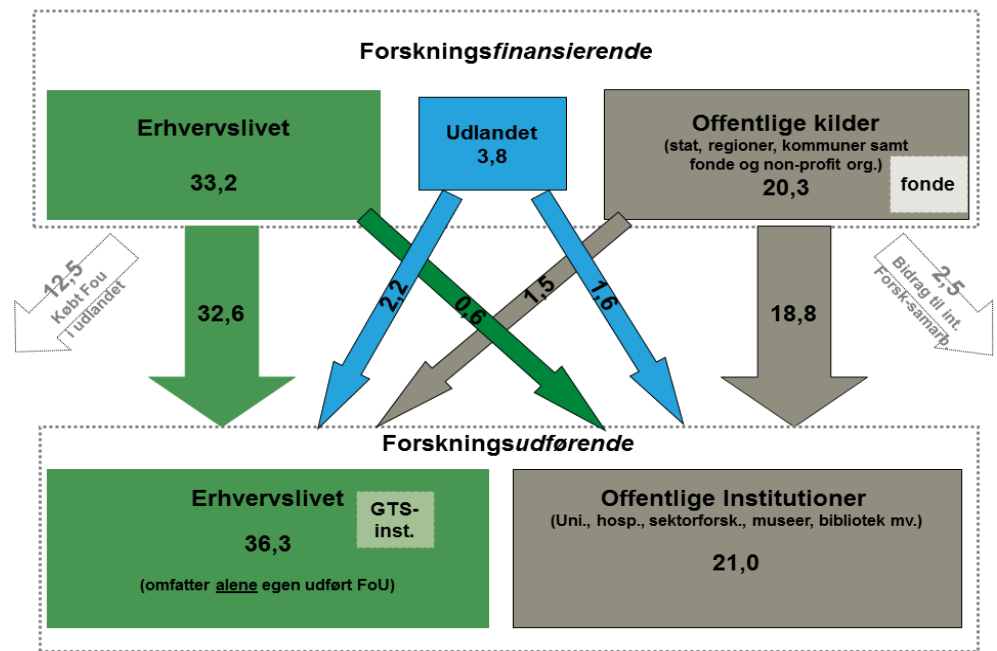 Forskningsfinansierende
Erhvervslivet
33,2
Udlandet
3,8
Offentlige kilder
(stat, regioner, kommuner samt
fonde og non-profit org.)
20,3
fonde
12,5
Købt Fou
i udlandet
32,6
2,2
0,6
1,5
1,6
18,8
2,5
Bidrag til int.
Forsk-samarb.
Forskningsudførende
Erhvervslivet
GTS-
inst.
36,3
(omfatter alene egen udført FoU)
Offentlige Institutioner
(Uni., hosp., sektorforsk., museer, bibliotek mv.)
21,0